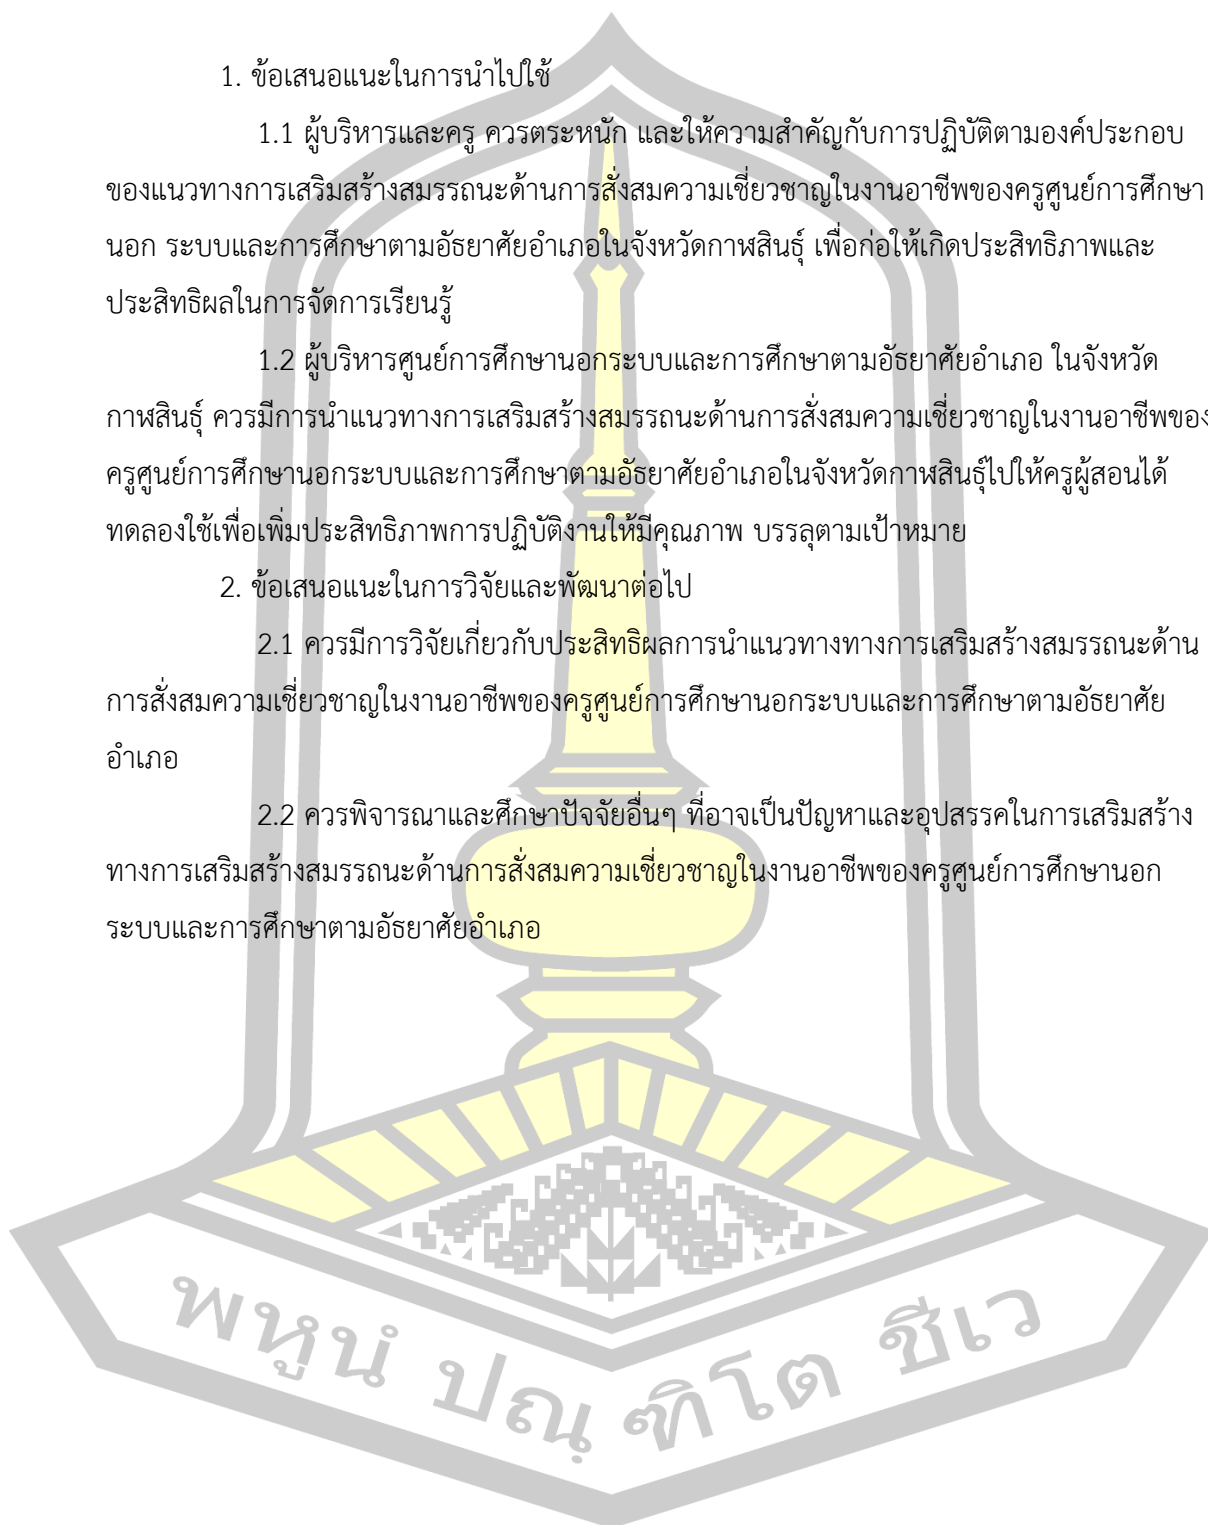 1. ข้อเสนอแนะในการนำไปใช้
1.1 ผู้บริหารและครู ควรตระหนัก และให้ความสำคัญกับการปฏิบัติตามองค์ประกอบ
ของแนวทางการเสริมสร้างสมรรถนะด้านการสั่งสมความเชี่ยวชาญในงานอาชีพของครูศูนย์การศึกษา
นอก ระบบและการศึกษาตามอัธยาศัยอำเภอในจังหวัดกาฬสินธุ์ เพื่อก่อให้เกิดประสิทธิภาพและ
ประสิทธิผลในการจัดการเรียนรู้
1.2 ผู้บริหารศูนย์การศึกษานอกระบบและการศึกษาตามอัธยาศัยอำเภอ ในจังหวัด
กาฬสินธุ์ ควรมีการนำแนวทางการเสริมสร้างสมรรถนะด้านการสั่งสมความเชี่ยวชาญในงานอาชีพของ
ครูศูนย์การศึกษานอกระบบและการศึกษาตามอัธยาศัยอำเภอในจังหวัดกาฬสินธุ์ไปให้ครูผู้สอนได้
ทดลองใช้เพื่อเพิ่มประสิทธิภาพการปฏิบัติงานให้มีคุณภาพ บรรลุตามเป้าหมาย
2. ข้อเสนอแนะในการวิจัยและพัฒนาต่อไป
2.1 ควรมีการวิจัยเกี่ยวกับประสิทธิผลการนำแนวทางทางการเสริมสร้างสมรรถนะด้าน
การสั่งสมความเชี่ยวชาญในงานอาชีพของครูศูนย์การศึกษานอกระบบและการศึกษาตามอัธยาศัย
อำเภอ
2.2 ควรพิจารณาและศึกษาปัจจัยอื่นๆ ที่อาจเป็นปัญหาและอุปสรรคในการเสริมสร้าง
ทางการเสริมสร้างสมรรถนะด้านการสั่งสมความเชี่ยวชาญในงานอาชีพของครูศูนย์การศึกษานอก
ระบบและการศึกษาตามอัธยาศัยอำเภอ
พหูนํ ปณฺ ฑิโต ชีเว